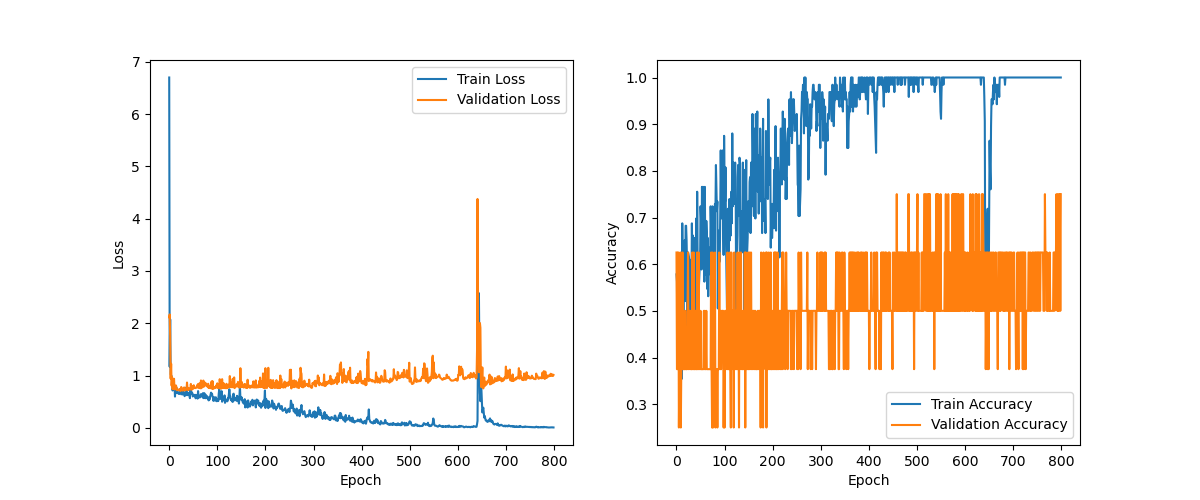 7
6
5
4
3
2
1
0
Loss
0 100 200 300 400 500 600 700 800
Epoch
Train Loss
Validation Loss
1.0
0.9
0.8
0.7
0.6
0.5
0.4
0.3
Accuracy
0 100 200 300 400 500 600 700 800
Epoch
Train Accuracy
Validation Accuracy